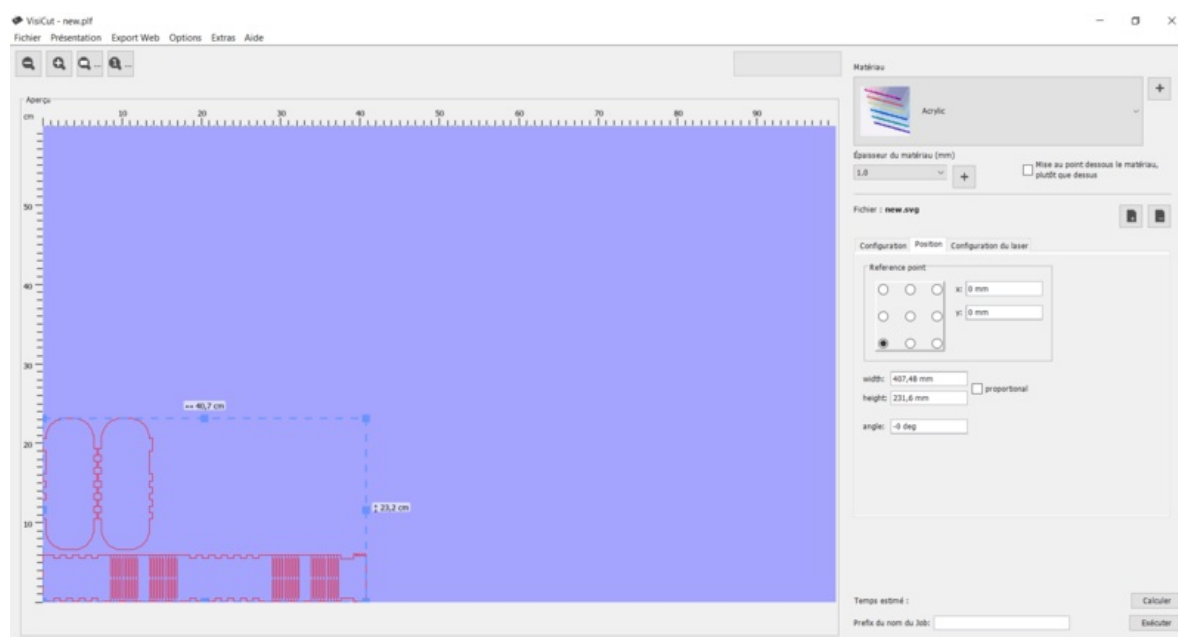 VisiCut - new.plf
Fichier Présentation Export Web Options Extras Aide
Aperçu
cm
10 20 30 40 50 60 70 80 90
50
40
30
20
10
40,7 cm
23,2 cm
Matériau
Acrylic
+
Épaisseur du matériau (mm)
1.0
+
Mise au point dessous le matériau,
plutôt que dessus
Fichier : new.svg
Configuration Position Configuration du laser
Reference point
x: 0 mm
y: 0 mm
width: 407,48 mm
height: 231,6 mm
proportional
angle: -0 deg
Temps estimé :
Calculer
Prefix du nom du Job:
Exécuter